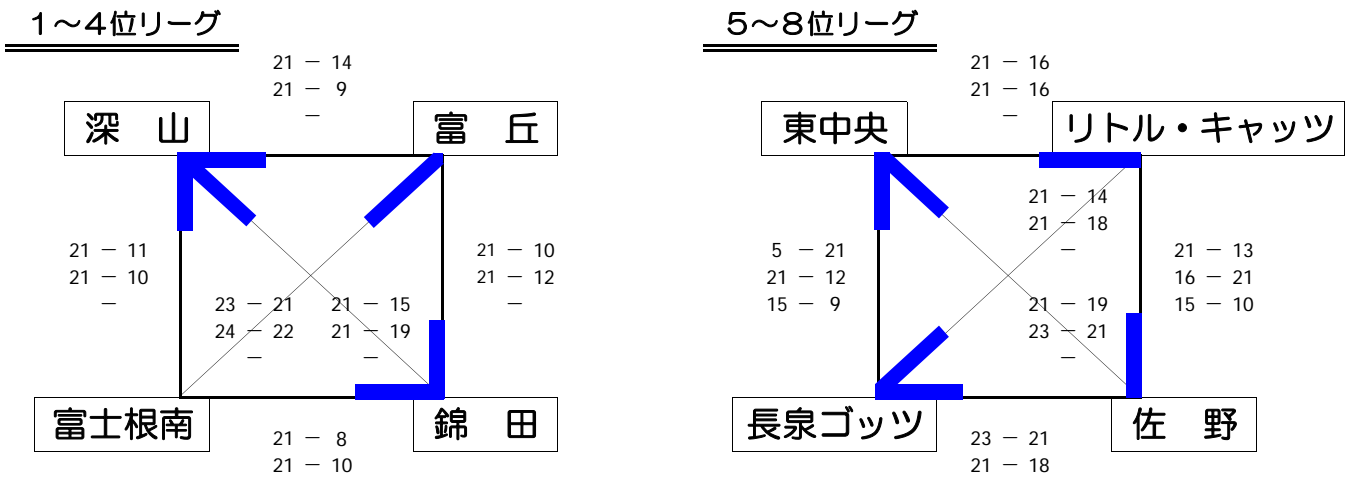 1～4位リーグ
21 － 14
21 － 9
－
深　山
富　丘
21 － 11
21 － 10
－
21 － 10
21 － 12
－
23 － 21
24 － 22
－
21 － 15
21 － 19
－
富士根南
錦　田
21 － 8
21 － 10
5～8位リーグ
21 － 16
21 － 16
－
東中央
リトル・キャッツ
21 － 14
21 － 18
－
5 － 21
21 － 12
15 － 9
21 － 13
16 － 21
15 － 10
21 － 19
23 － 21
－
長泉ゴッツ
佐　野
23 － 21
21 － 18